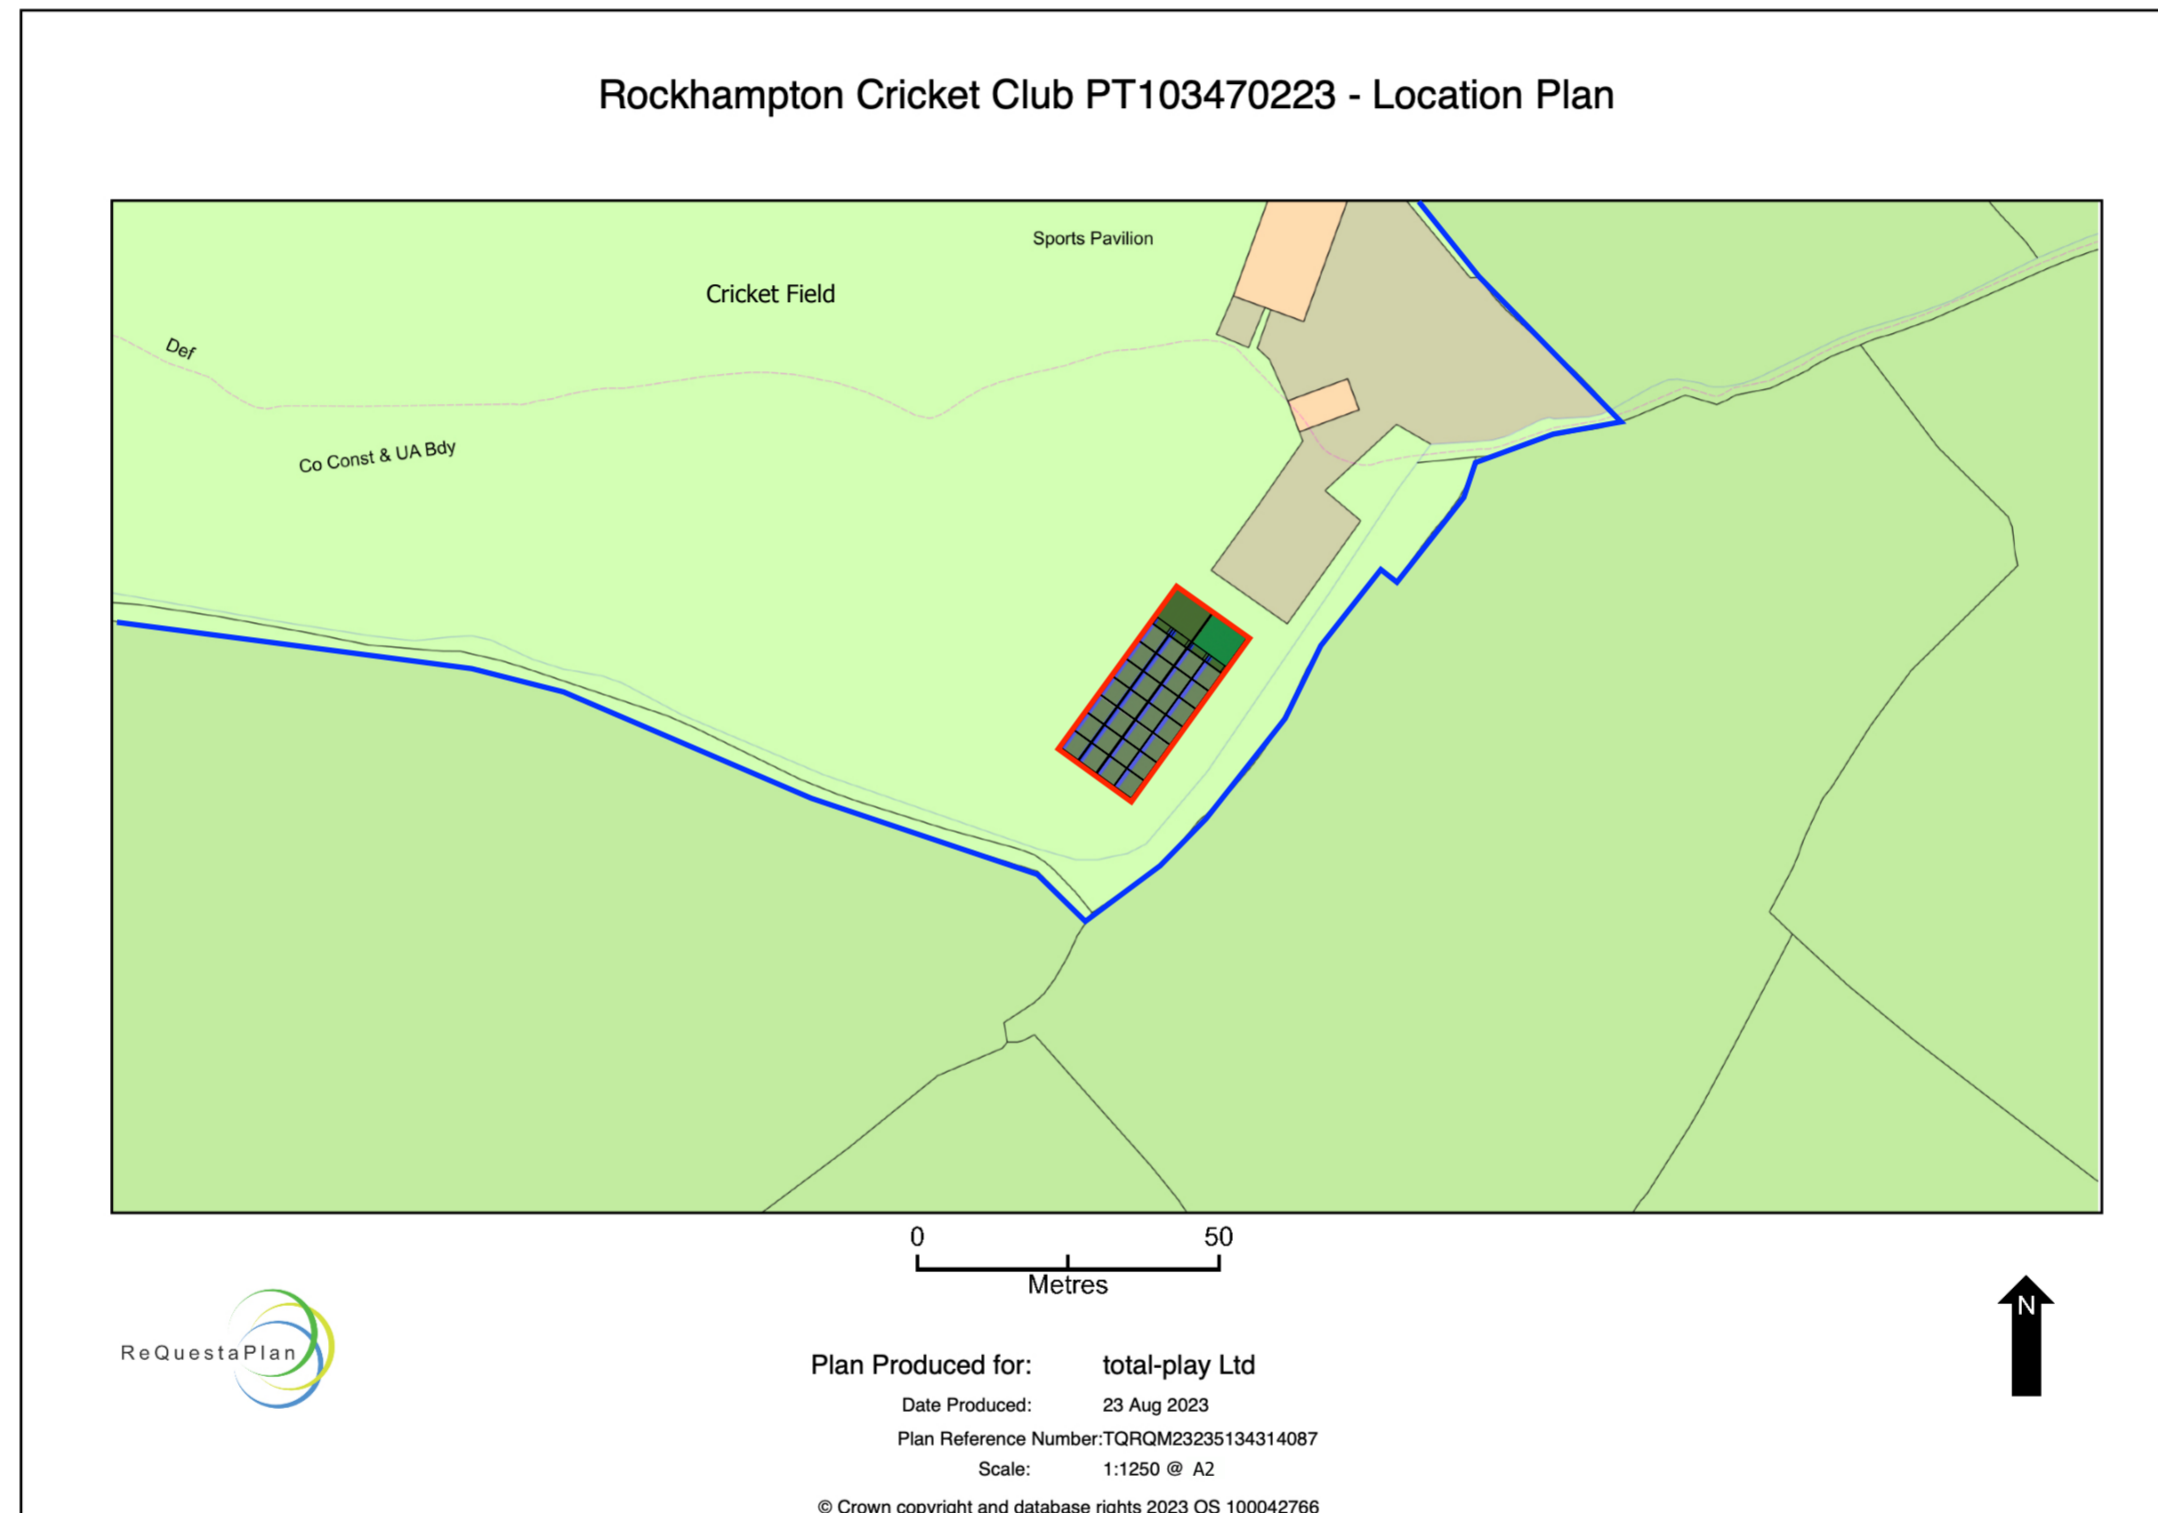 Rockhampton Cricket Club PT103470223 - Location Plan
Sports Pavilion
Cricket Field
Def
Co Const & UA Bdy
0 50
Metres
N
ReQuestaPlan
Plan Produced for: total-play Ltd
Date Produced: 23 Aug 2023
Plan Reference Number:TQRQM23235134314087
Scale: 1:1250 @ A2
© Crown copyright and database rights 2023 OS 100042766